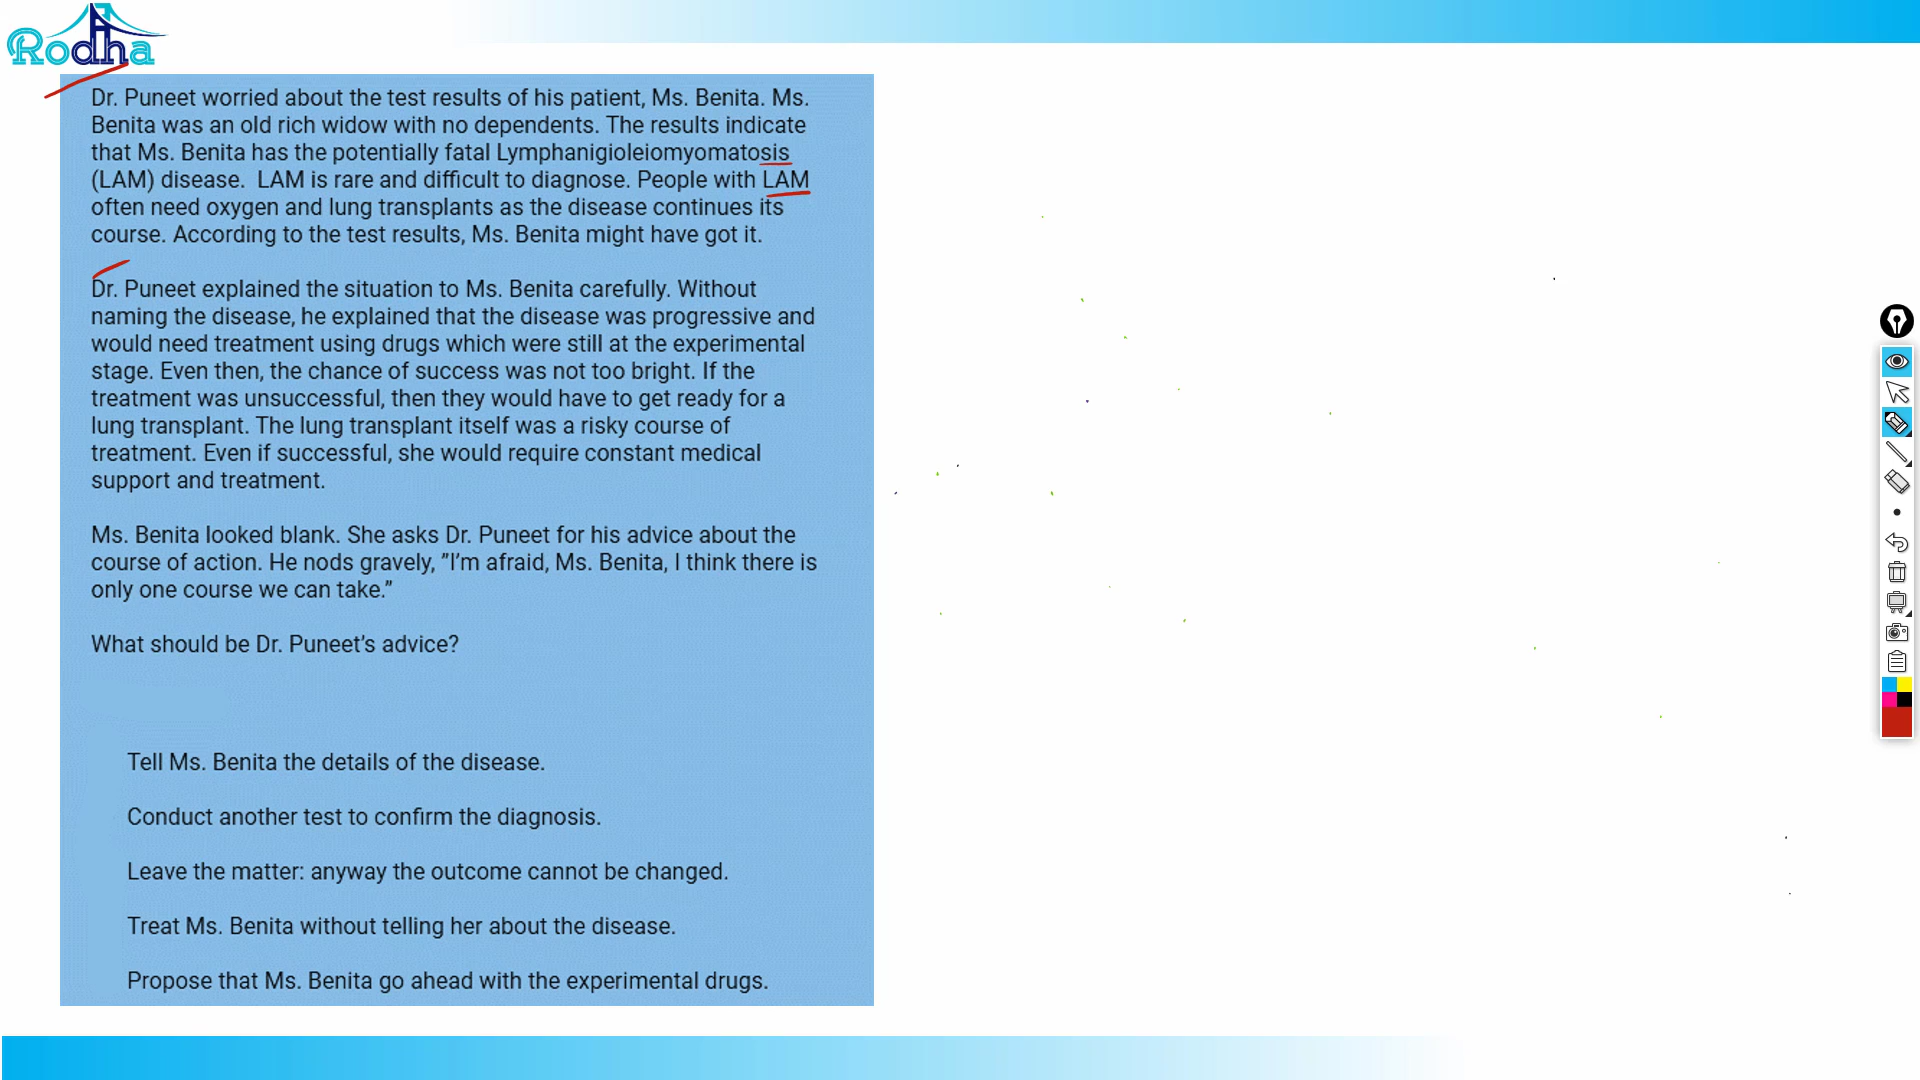 Rodha
Dr. Puneet worried about the test results of his patient, Ms. Benita. Ms.
Benita was an old rich widow with no dependents. The results indicate
that Ms. Benita has the potentially fatal Lymphanigioleiomyomatosis
(LAM) disease.  LAM is rare and difficult to diagnose. People with LAM
often need oxygen and lung transplants as the disease continues its
course. According to the test results, Ms. Benita might have got it.
Dr. Puneet explained the situation to Ms. Benita carefully. Without
naming the disease, he explained that the disease was progressive and
would need treatment using drugs which were still at the experimental
stage. Even then, the chance of success was not too bright. If the
treatment was unsuccessful, then they would have to get ready for a
lung transplant. The lung transplant itself was a risky course of
treatment. Even if successful, she would require constant medical
support and treatment.
Ms. Benita looked blank. She asks Dr. Puneet for his advice about the
course of action. He nods gravely, ”I’m afraid, Ms. Benita, I think there is
only one course we can take.”
What should be Dr. Puneet’s advice?
Tell Ms. Benita the details of the disease.
Conduct another test to confirm the diagnosis.
Leave the matter: anyway the outcome cannot be changed.
Treat Ms. Benita without telling her about the disease.
Propose that Ms. Benita go ahead with the experimental drugs.